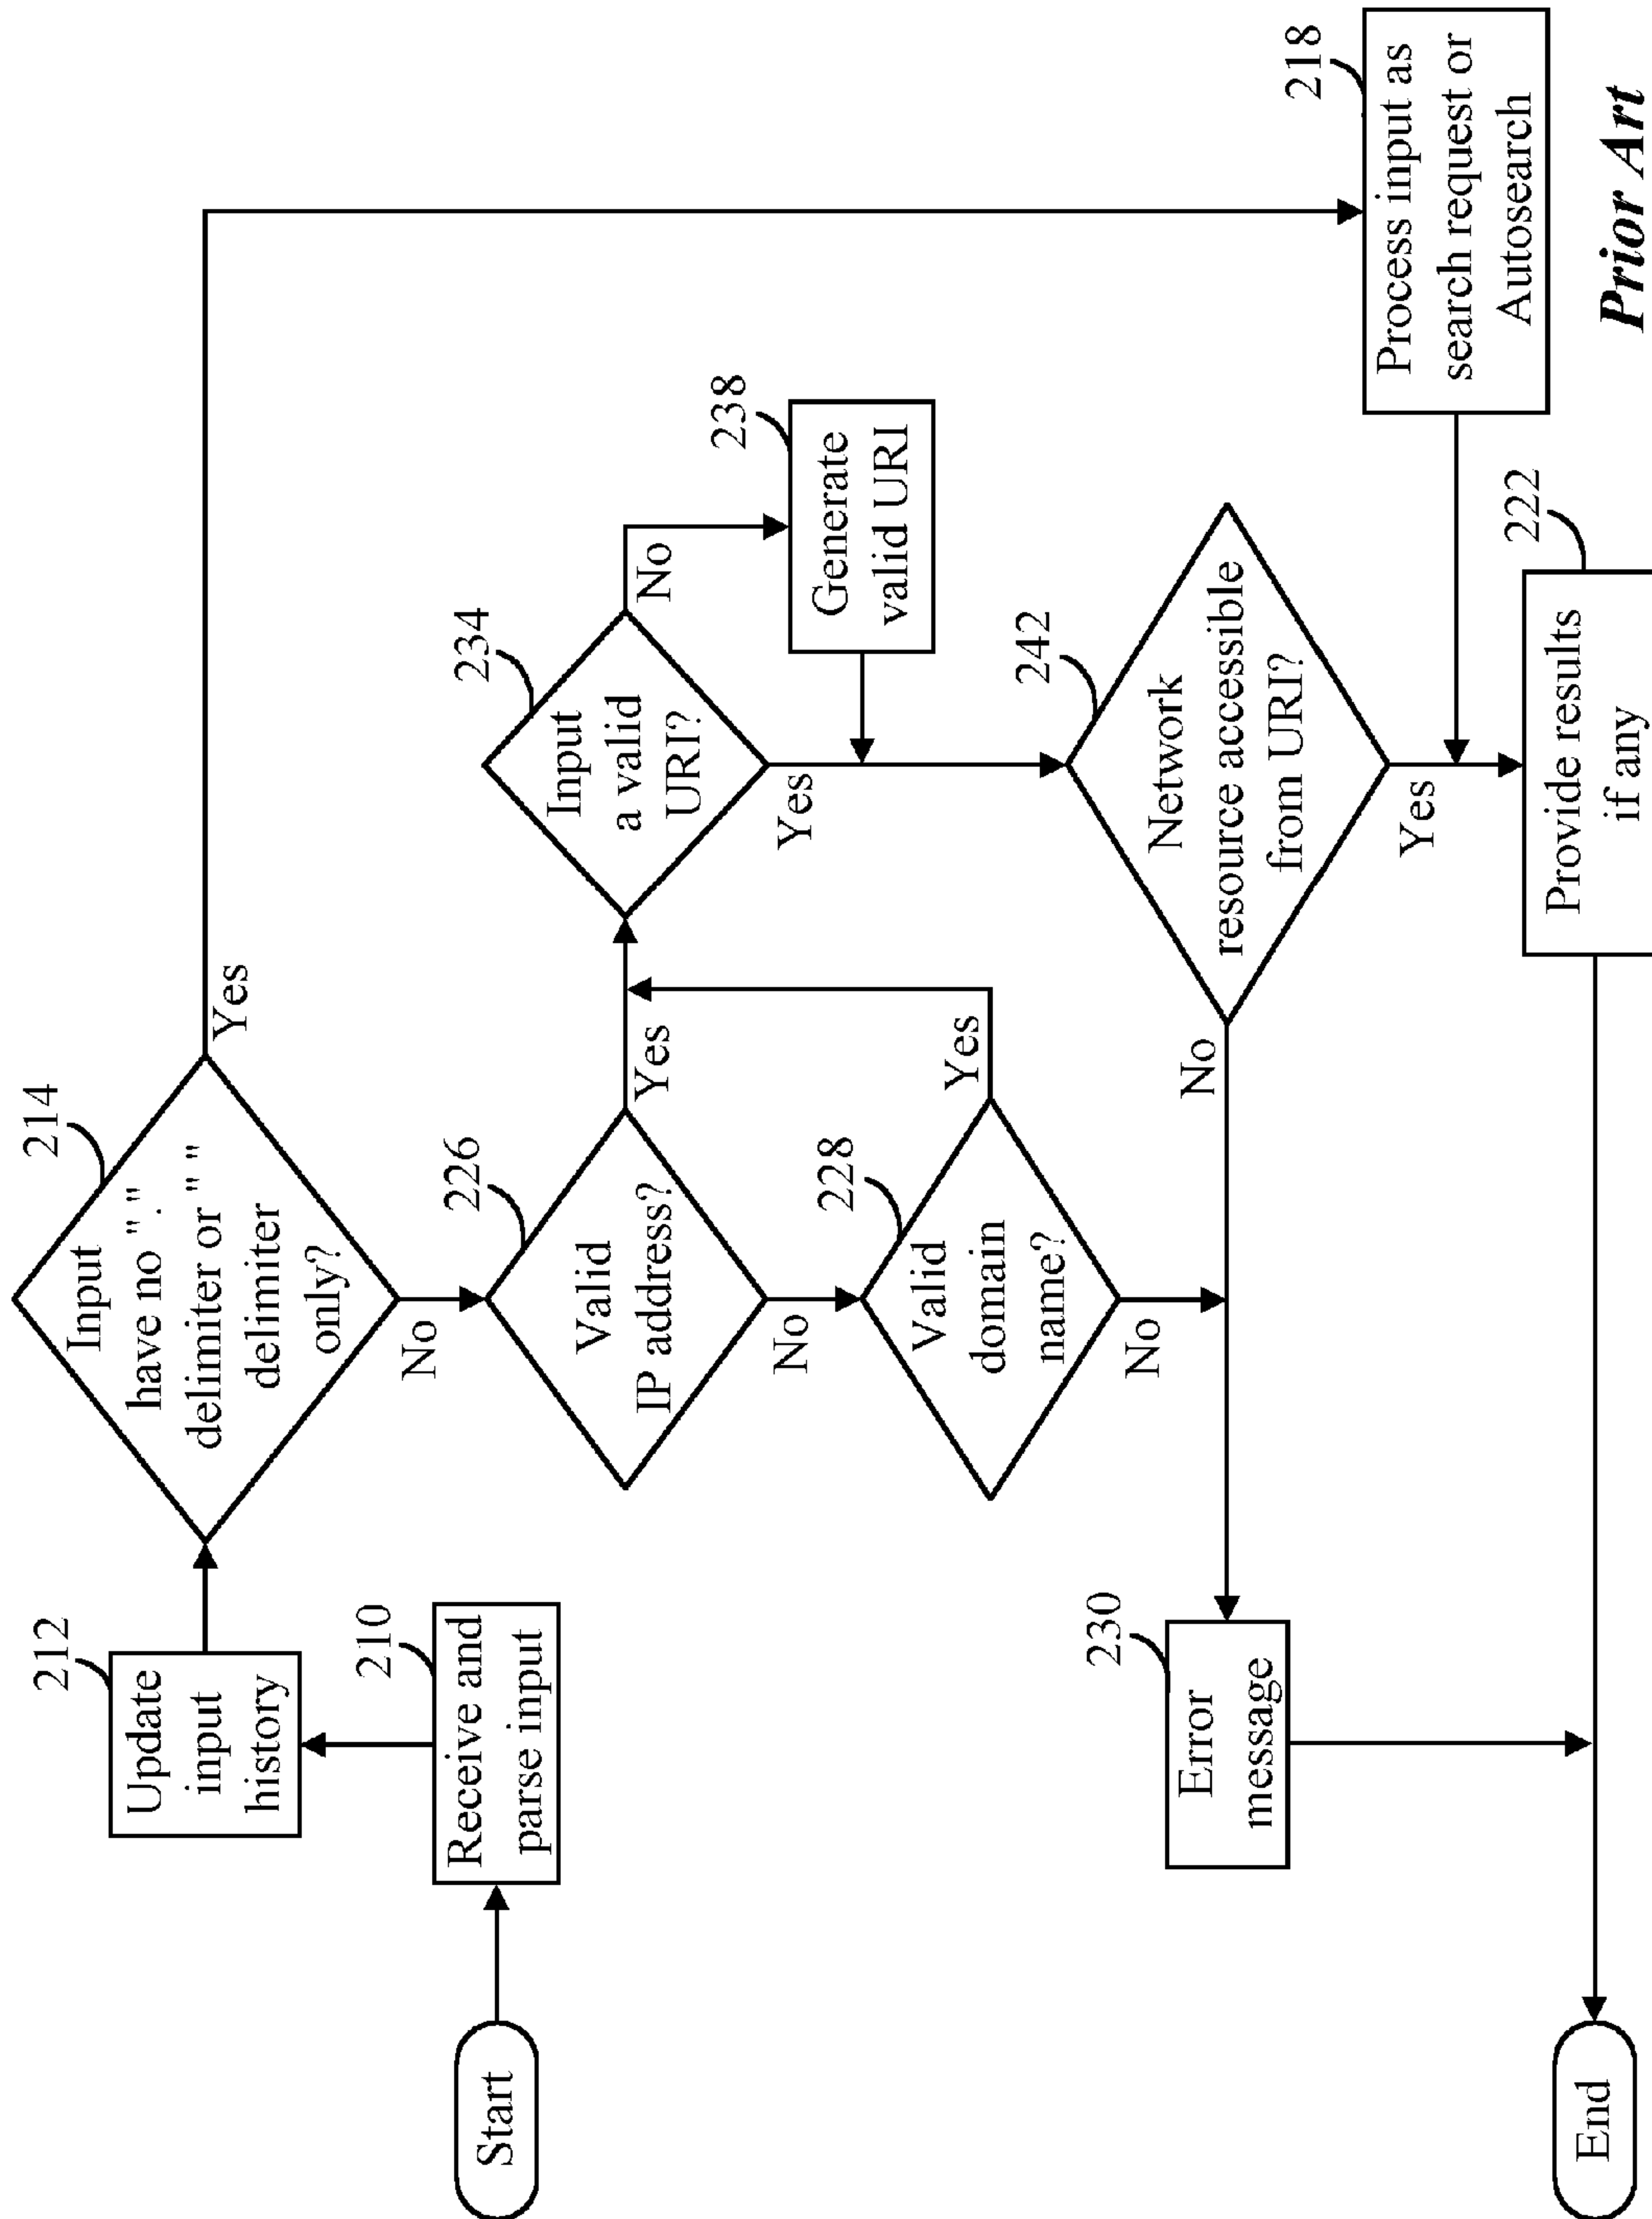 Start
210
Receive and
parse input
212
Update
input
history
214
Input
have no "."
delimiter or " "
delimiter
only?
Yes
No
226
Valid
IP address?
Yes
No
228
Valid
domain
name?
Yes
No
230
Error
message
234
Input
a valid
URI?
No
Yes
238
Generate
valid URI
242
Network
resource accessible
from URI?
No
Yes
218
Process input as
search request or
Autosearch
222
Provide results
if any
End
Prior Art